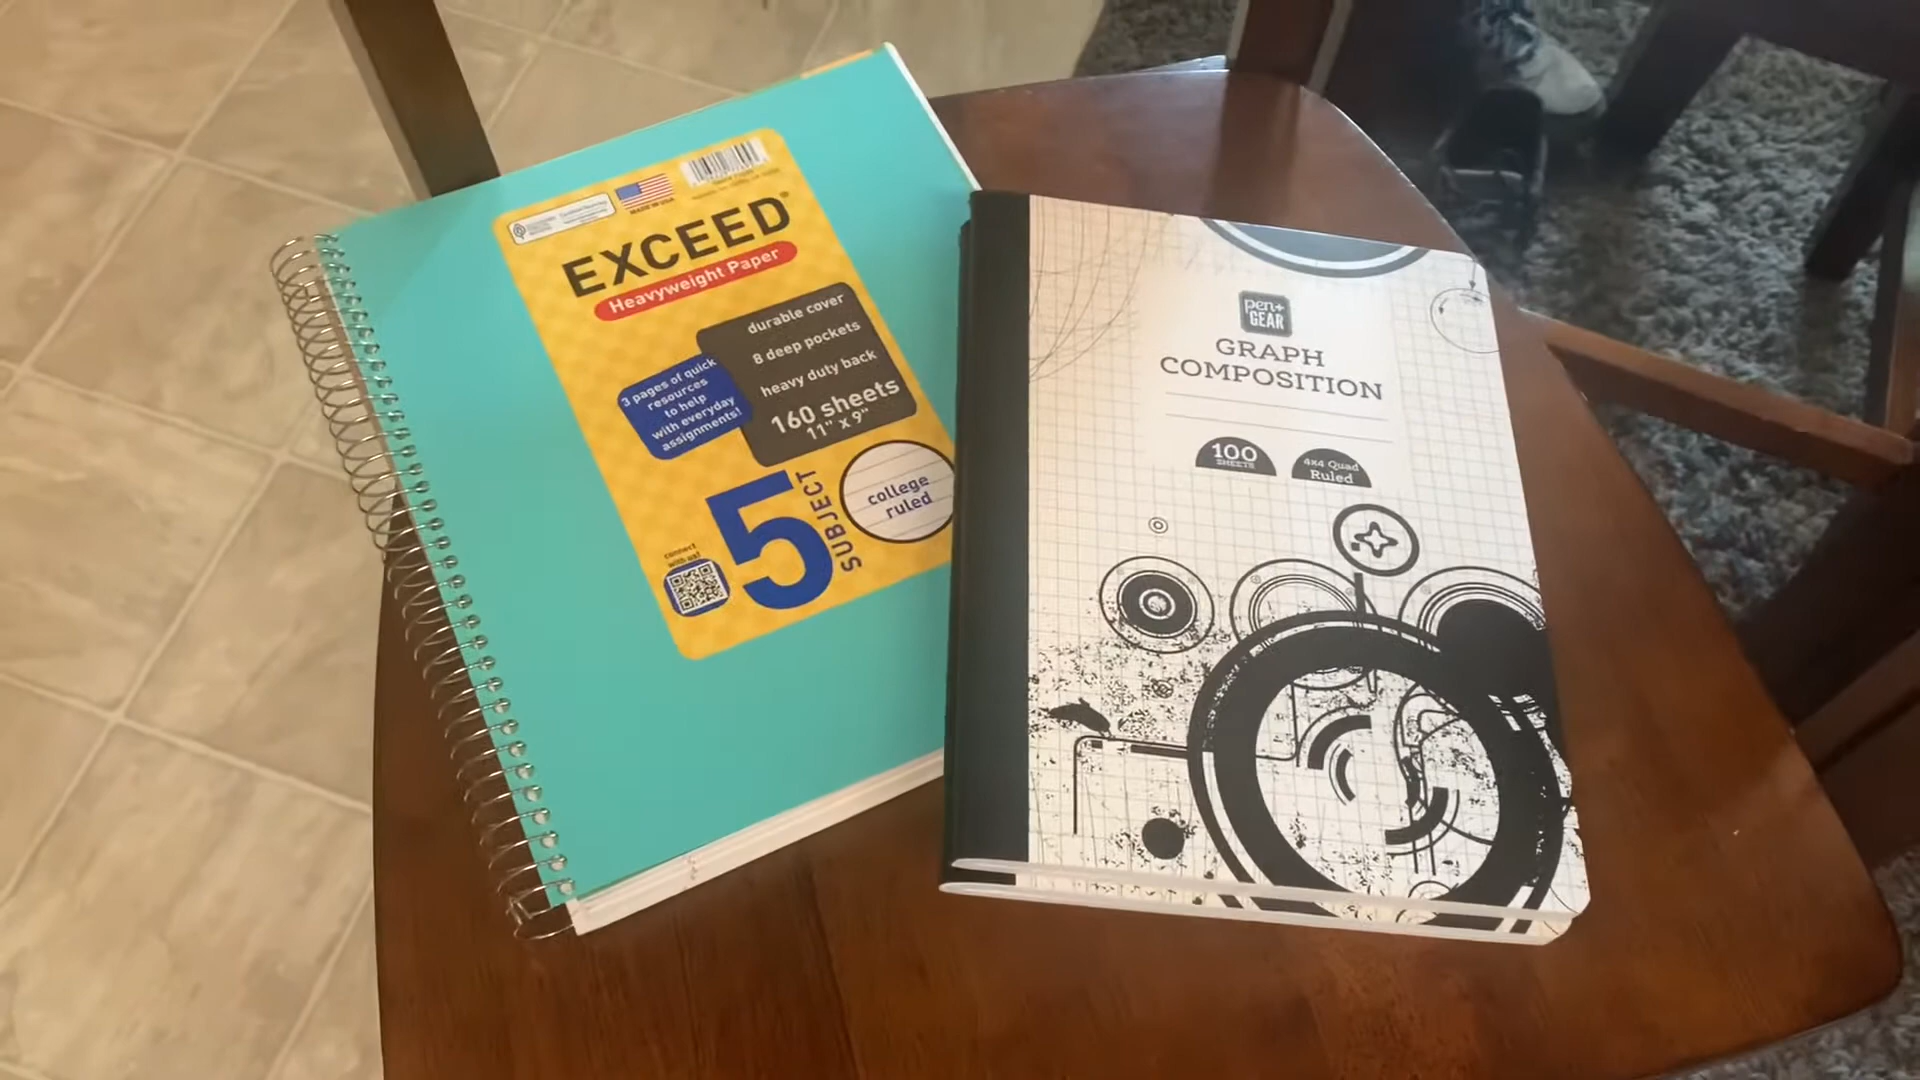 MADE IN USA
EXCEED®
Heavyweight Paper
durable cover
8 deep pockets
heavy duty back
160 sheets
11" x 9"
3 pages of quick
resources
to help
with everyday
assignments!
5
SUBJECT
college
ruled
connect
with us!
pen+
GEAR
GRAPH
COMPOSITION
100
SHEETS
4x4 Quad
Ruled